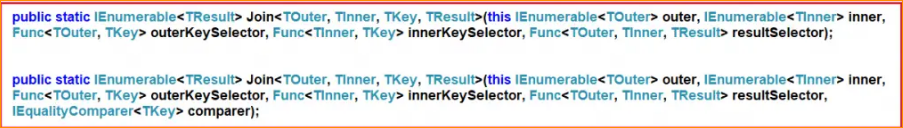 public static IEnumerable<TResult> Join<TOuter, TInner, TKey, TResult>(this IEnumerable<TOuter> outer, IEnumerable<TInner> inner,
Func<TOuter, TKey> outerKeySelector, Func<TInner, TKey> innerKeySelector, Func<TOuter, TInner, TResult> resultSelector);
public static IEnumerable<TResult> Join<TOuter, TInner, TKey, TResult>(this IEnumerable<TOuter> outer, IEnumerable<TInner> inner,
Func<TOuter, TKey> outerKeySelector, Func<TInner, TKey> innerKeySelector, Func<TOuter, TInner, TResult> resultSelector,
IEqualityComparer<TKey> comparer);